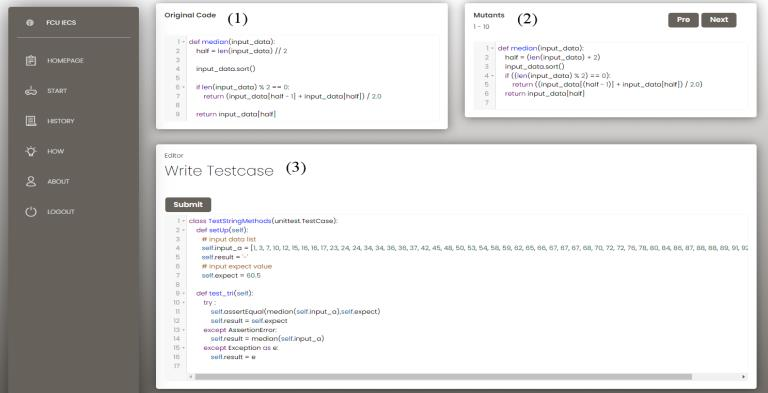 FCU IECS
HOMEPAGE
START
HISTORY
HOW
ABOUT
LOGOUT
Original Code (1)
1 def median(input_data):
2 half = len(input_data) // 2
3
4 input_data.sort()
5
6 if len(input_data) % 2 == 0:
7 return (input_data[half - 1] + input_data[half]) / 2.0
8
9 return input_data[half]
Mutants (2)
1 - 10
Pre Next
1 def median(input_data):
2 half = (len(input_data) + 2)
3 input_data.sort()
4 if ((len(input_data) % 2) == 0):
5 return ((input_data[(half - 1)] + input_data[half]) / 2.0)
6 return input_data[half]
7
Editor
Write Testcase (3)
Submit
1 class TestStringMethods(unittest.TestCase):
2 def setUp(self):
3 # input data list
4 self.input_a = [1, 3, 7, 10, 12, 15, 16, 16, 17, 23, 24, 24, 34, 34, 36, 36, 37, 42, 45, 48, 50, 53, 54, 58, 59, 62, 65, 66, 67, 67, 67, 68, 70, 72, 72, 76, 78, 80, 84, 86, 87, 88, 88, 89, 91, 92
5 self.result = '-'
6 # input expect value
7 self.expect = 60.5
8
9 def test_tri(self):
10 try :
11 self.assertEqual(median(self.input_a),self.expect)
12 self.result = self.expect
13 except AssertionError:
14 self.result = median(self.input_a)
15 except Exception as e:
16 self.result = e
17